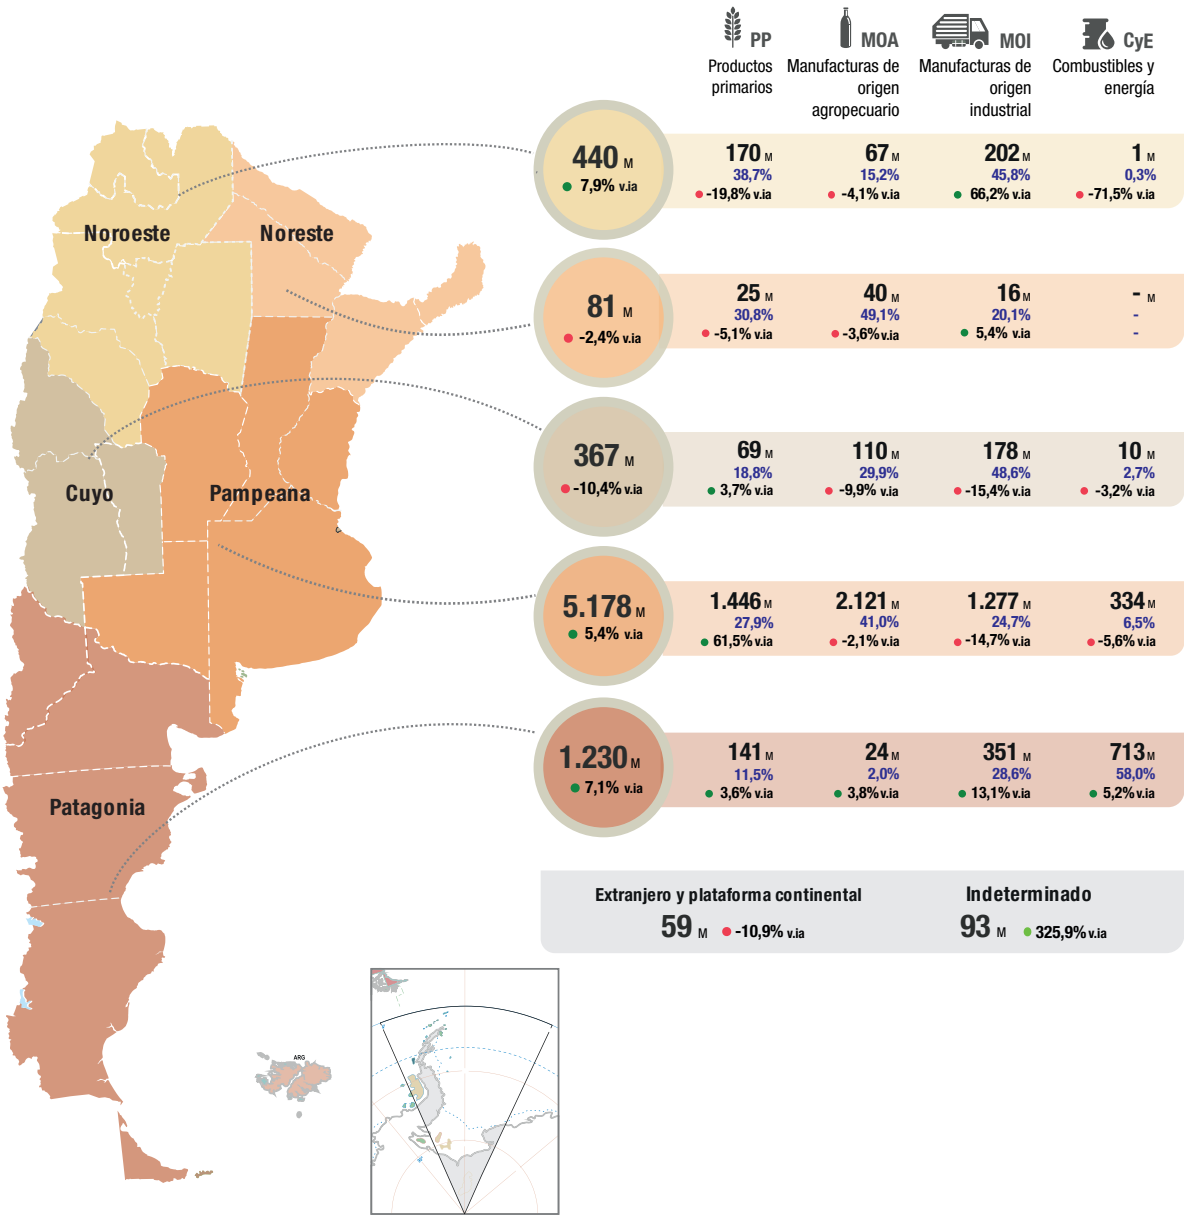 PP
Productos
primarios
MOA
Manufacturas de
origen
agropecuario
MOI
Manufacturas de
origen
industrial
CyE
Combustibles y
energía
Noroeste
Noreste
Cuyo
Pampeana
Patagonia
440 M
7,9% v.ia
170 M
38,7%
-19,8% v.ia
67 M
15,2%
-4,1% v.ia
202 M
45,8%
66,2% v.ia
1 M
0,3%
-71,5% v.ia
81 M
-2,4% v.ia
25 M
30,8%
-5,1% v.ia
40 M
49,1%
-3,6% v.ia
16 M
20,1%
5,4% v.ia
- M
-
-
367 M
-10,4% v.ia
69 M
18,8%
3,7% v.ia
110 M
29,9%
-9,9% v.ia
178 M
48,6%
-15,4% v.ia
10 M
2,7%
-3,2% v.ia
5.178 M
5,4% v.ia
1.446 M
27,9%
61,5% v.ia
2.121 M
41,0%
-2,1% v.ia
1.277 M
24,7%
-14,7% v.ia
334 M
6,5%
-5,6% v.ia
1.230 M
7,1% v.ia
141 M
11,5%
3,6% v.ia
24 M
2,0%
3,8% v.ia
351 M
28,6%
13,1% v.ia
713 M
58,0%
5,2% v.ia
Extranjero y plataforma continental
59 M -10,9% v.ia
Indeterminado
93 M 325,9% v.ia
ARG